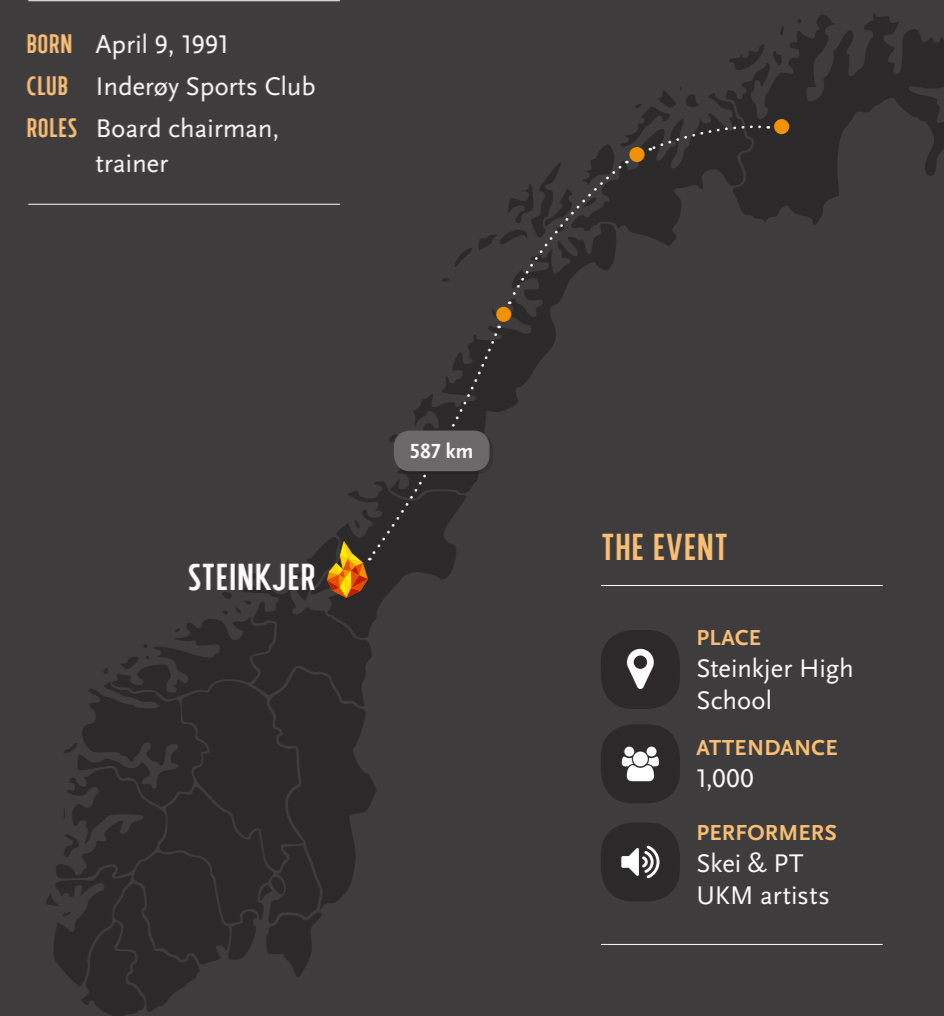 BORN April 9, 1991
CLUB Inderøy Sports Club
ROLES Board chairman,
trainer
587 km
STEINKJER
THE EVENT
PLACE
Steinkjer High
School
ATTENDANCE
1,000
PERFORMERS
Skei & PT
UKM artists